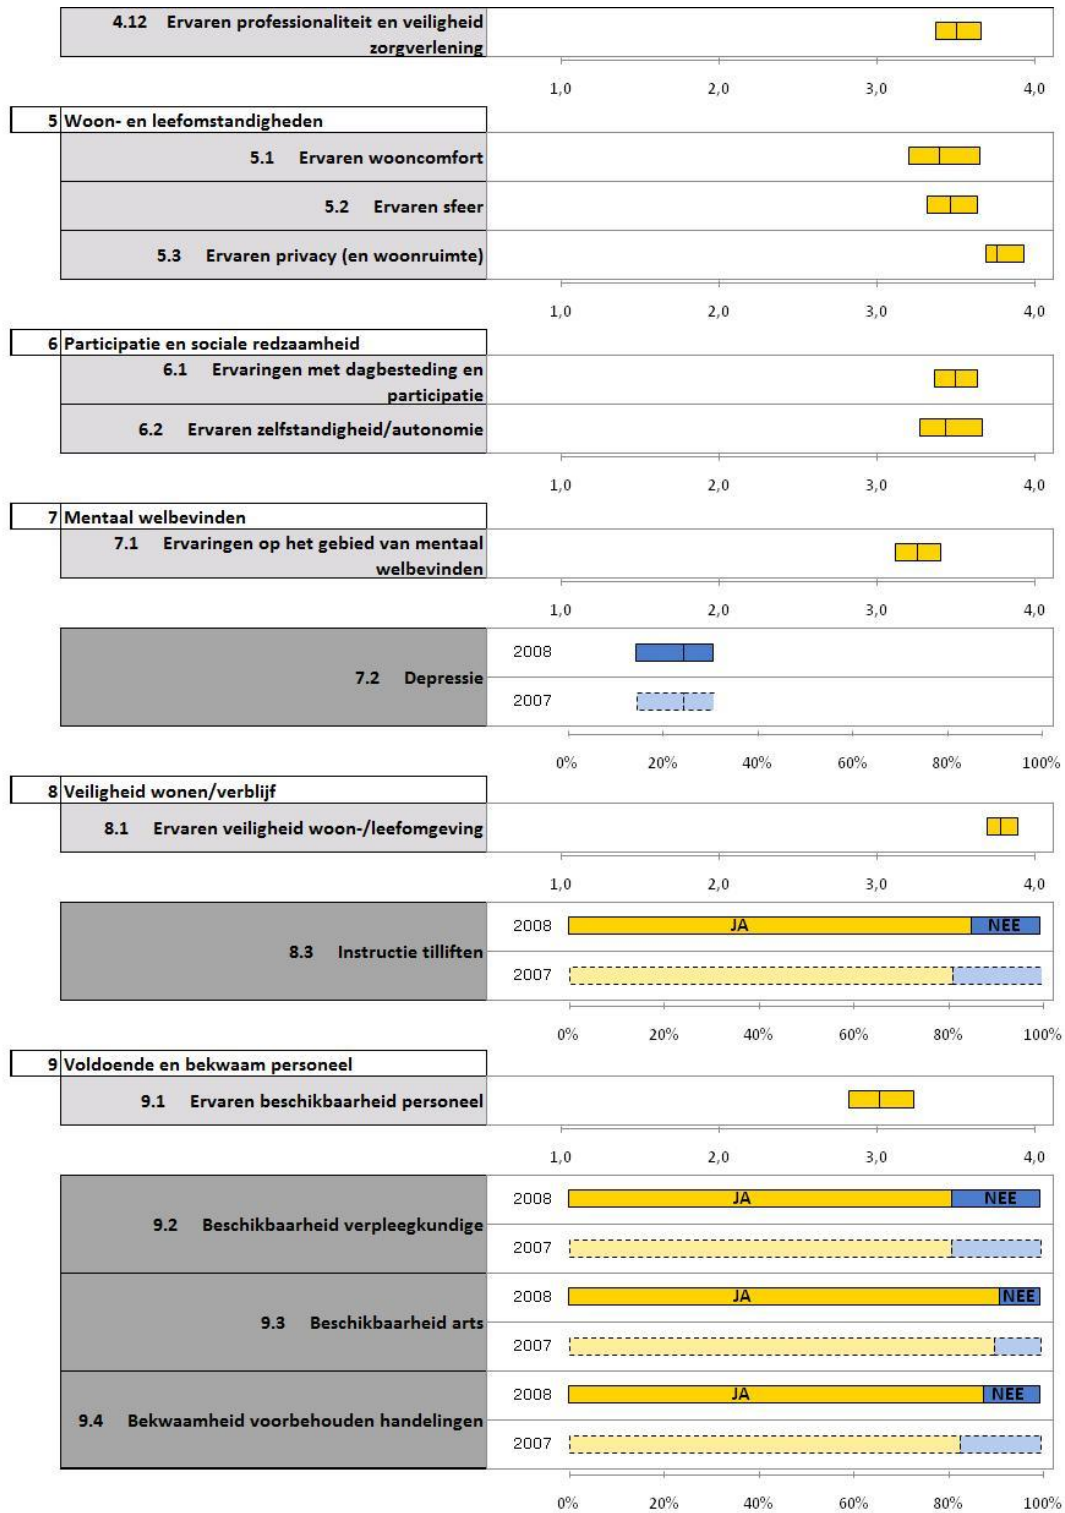 4.12 Ervaren professionaliteit en veiligheid
zorgverlening
1,0 2,0 3,0 4,0
5 Woon- en leefomstandigheden
5.1 Ervaren wooncomfort
5.2 Ervaren sfeer
5.3 Ervaren privacy (en woonruimte)
1,0 2,0 3,0 4,0
6 Participatie en sociale redzaamheid
6.1 Ervaringen met dagbesteding en
participatie
6.2 Ervaren zelfstandigheid/autonomie
1,0 2,0 3,0 4,0
7 Mentaal welbevinden
7.1 Ervaringen op het gebied van mentaal
welbevinden
1,0 2,0 3,0 4,0
2008
7.2 Depressie
2007
0% 20% 40% 60% 80% 100%
8 Veiligheid wonen/verblijf
8.1 Ervaren veiligheid woon-/leefomgeving
1,0 2,0 3,0 4,0
2008 JA NEE
8.3 Instructie tilliften
2007
0% 20% 40% 60% 80% 100%
9 Voldoende en bekwaam personeel
9.1 Ervaren beschikbaarheid personeel
1,0 2,0 3,0 4,0
2008 JA NEE
9.2 Beschikbaarheid verpleegkundige
2007
2008 JA NEE
9.3 Beschikbaarheid arts
2007
2008 JA NEE
9.4 Bekwaamheid voorbehouden handelingen
2007
0% 20% 40% 60% 80% 100%